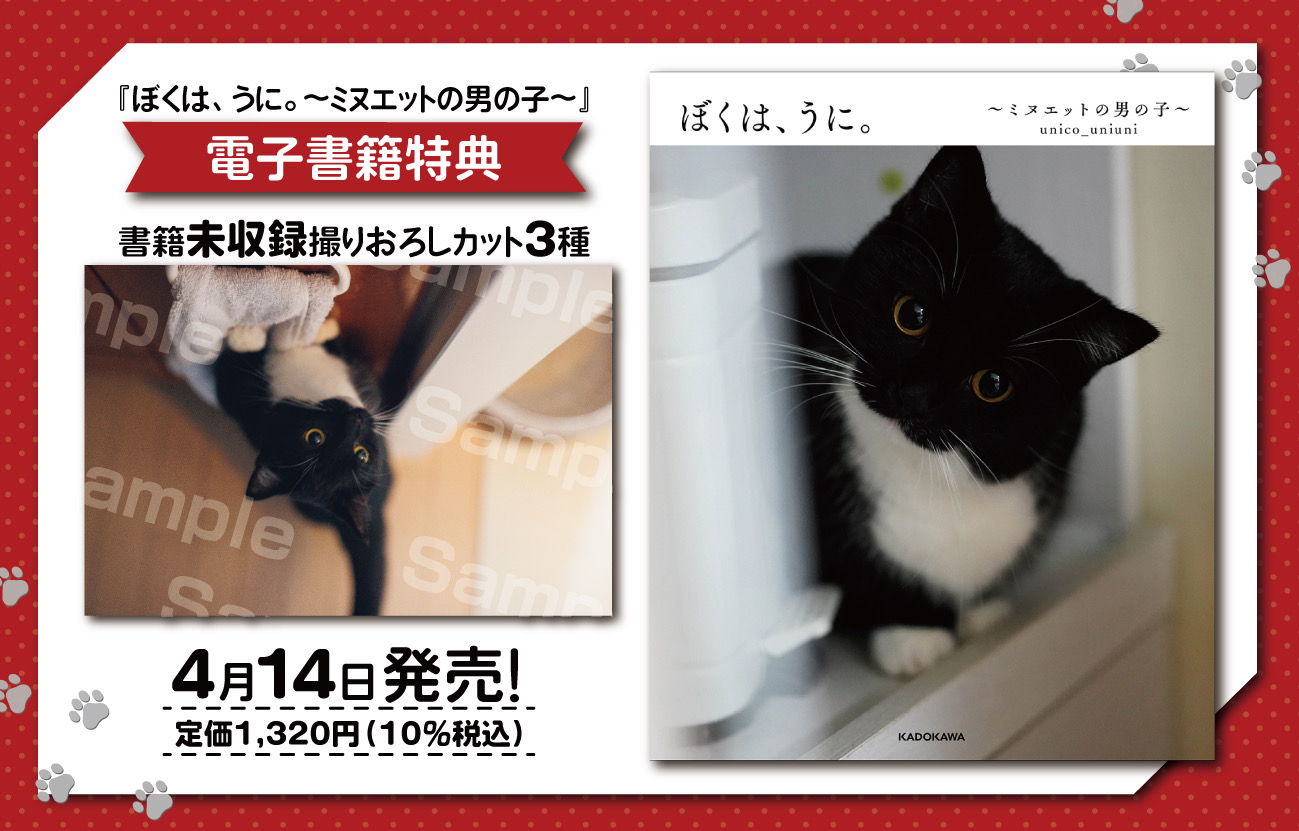 『ぼくは、うに。～ミヌエットの男の子～』
電子書籍特典
書籍未収録撮りおろしカット3種
Sample
Sample
Sample
Sample
Sample
Sample
4月14日発売!
定価1,320円（10%税込）
ぼくは、うに。
～ミヌエットの男の子～
unico_uniuni
KADOKAWA